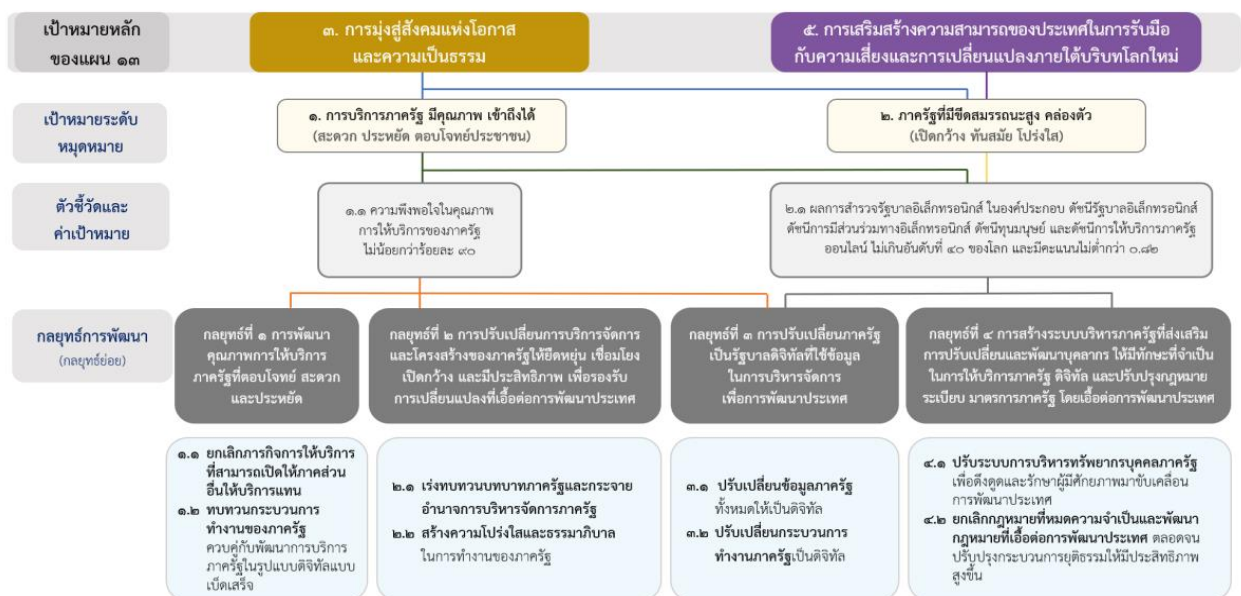 เป้าหมายหลัก
ของแผน ๑๓
๓. การมุ่งสู่สังคมแห่งโอกาส
และความเป็นธรรม
๕. การเสริมสร้างความสามารถของประเทศในการรับมือ
กับความเสี่ยงและการเปลี่ยนแปลงภายใต้บริบทโลกใหม่
เป้าหมายระดับ
หมุดหมาย
๑. การบริการภาครัฐ มีคุณภาพ เข้าถึงได้
(สะดวก ประหยัด ตอบโจทย์ประชาชน)
๒. ภาครัฐที่มีขีดสมรรถนะสูง คล่องตัว
(เปิดกว้าง ทันสมัย โปร่งใส)
ตัวชี้วัดและ
ค่าเป้าหมาย
๑.๑ ความพึงพอใจในคุณภาพ
การให้บริการของภาครัฐ
ไม่น้อยกว่าร้อยละ ๙๐
๒.๑ ผลการสำรวจรัฐบาลอิเล็กทรอนิกส์ ในองค์ประกอบ ดัชนีรัฐบาลอิเล็กทรอนิกส์
ดัชนีการมีส่วนร่วมทางอิเล็กทรอนิกส์ ดัชนีทุนมนุษย์ และดัชนีการให้บริการภาครัฐ
ออนไลน์ ไม่เกินอันดับที่ ๔๐ ของโลก และมีคะแนนไม่ต่ำกว่า ๐.๘๒
กลยุทธ์การพัฒนา
(กลยุทธ์ย่อย)
กลยุทธ์ที่ ๑ การพัฒนา
คุณภาพการให้บริการ
ภาครัฐที่ตอบโจทย์ สะดวก
และประหยัด
กลยุทธ์ที่ ๒ การปรับเปลี่ยนการบริหารจัดการ
และโครงสร้างของภาครัฐให้ยืดหยุ่น เชื่อมโยง
เปิดกว้าง และมีประสิทธิภาพ เพื่อรองรับ
การเปลี่ยนแปลงที่เอื้อต่อการพัฒนาประเทศ
กลยุทธ์ที่ ๓ การปรับเปลี่ยนภาครัฐ
เป็นรัฐบาลดิจิทัลที่ใช้ข้อมูล
ในการบริหารจัดการ
เพื่อการพัฒนาประเทศ
กลยุทธ์ที่ ๔ การสร้างระบบบริหารภาครัฐที่ส่งเสริม
การปรับเปลี่ยนและพัฒนาบุคลากร ให้มีทักษะที่จำเป็น
ในการให้บริการภาครัฐ ดิจิทัล และปรับปรุงกฎหมาย
ระเบียบ มาตรการภาครัฐ โดยเอื้อต่อการพัฒนาประเทศ
๑.๑ ยกเลิกภารกิจการให้บริการ
ที่สามารถเปิดให้ภาคส่วน
อื่นให้บริการแทน
๑.๒ ทบทวนกระบวนการ
ทำงานของภาครัฐ
ควบคู่กับพัฒนาการบริการ
ภาครัฐในรูปแบบดิจิทัลแบบ
เบ็ดเสร็จ
๒.๑ เร่งทบทวนบทบาทภาครัฐและกระจาย
อำนาจการบริหารจัดการภาครัฐ
๒.๒ สร้างความโปร่งใสและธรรมาภิบาล
ในการทำงานของภาครัฐ
๓.๑ ปรับเปลี่ยนข้อมูลภาครัฐ
ทั้งหมดให้เป็นดิจิทัล
๓.๒ ปรับเปลี่ยนกระบวนการ
ทำงานภาครัฐเป็นดิจิทัล
๔.๑ ปรับระบบการบริหารทรัพยากรบุคคลภาครัฐ
เพื่อดึงดูดและรักษาผู้มีศักยภาพมาขับเคลื่อน
การพัฒนาประเทศ
๔.๒ ยกเลิกกฎหมายที่หมดความจำเป็นและพัฒนา
กฎหมายที่เอื้อต่อการพัฒนาประเทศ ตลอดจน
ปรับปรุงกระบวนการยุติธรรมให้มีประสิทธิภาพ
สูงขึ้น